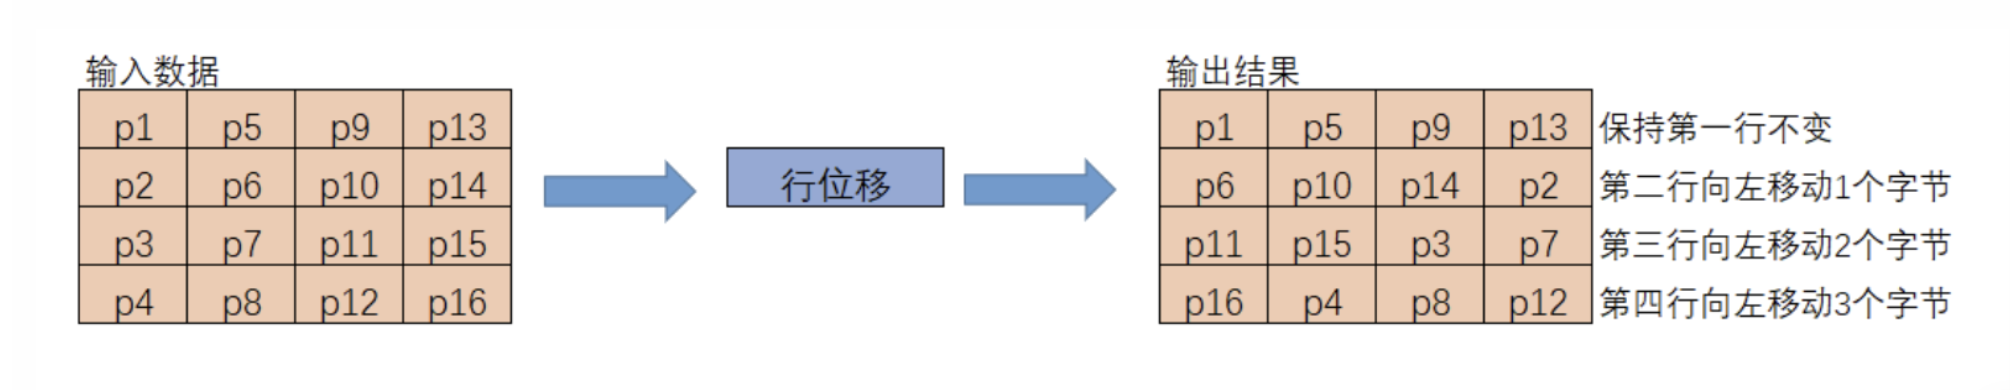 输入数据
p1 p5 p9 p13
p2 p6 p10 p14
p3 p7 p11 p15
p4 p8 p12 p16
行位移
输出结果
p1 p5 p9 p13 保持第一行不变
p6 p10 p14 p2 第二行向左移动1个字节
p11 p15 p3 p7 第三行向左移动2个字节
p16 p4 p8 p12 第四行向左移动3个字节